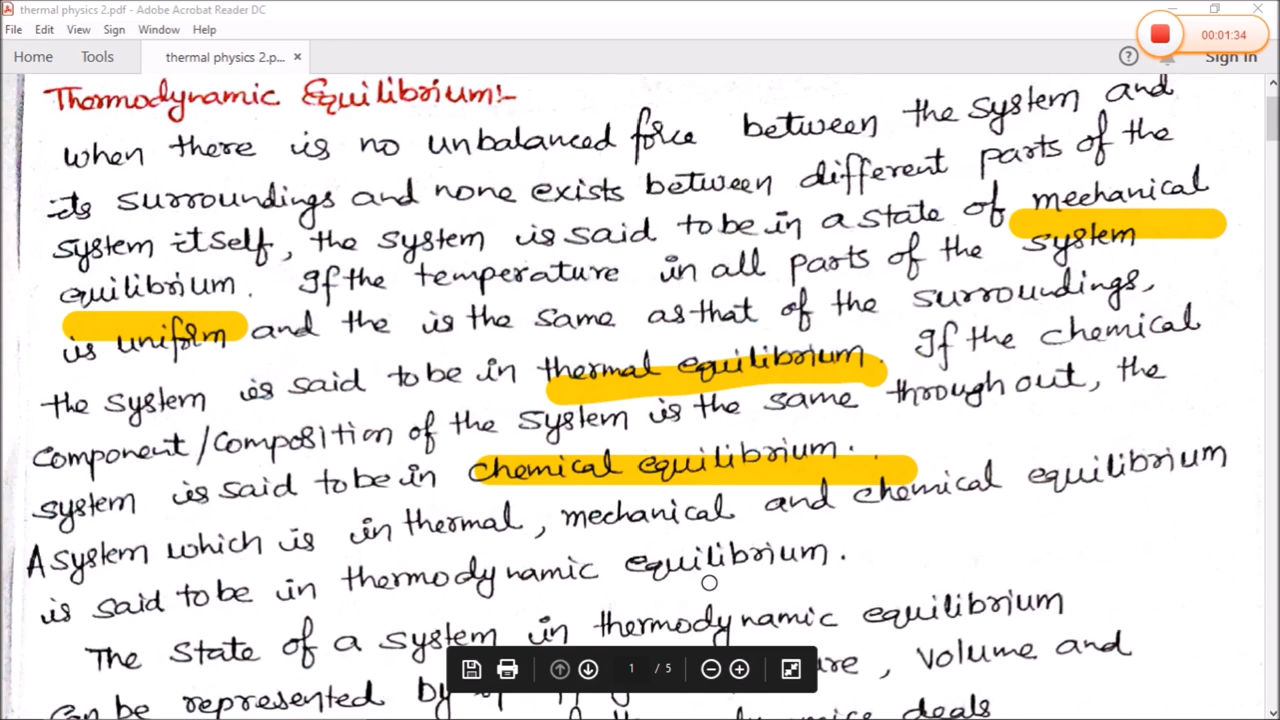 thermal physics 2.pdf - Adobe Acrobat Reader DC
File Edit View Sign Window Help
00:01:34
Home Tools thermal physics 2.p... × Sign In
Thermodynamic Equilibrium:-
When there is no unbalanced force between the system and
its surroundings and none exists between different parts of the
system itself, the system is said to be in a state of mechanical
equilibrium. If the temperature in all parts of the system
is uniform and the is the same as that of the surroundings,
the system is said to be in thermal equilibrium. If the chemical
component/composition of the system is the same through out, the
system is said to be in chemical equilibrium.
A system which is in thermal, mechanical and chemical equilibrium
is said to be in thermodynamic equilibrium.
The state of a system in thermodynamic equilibrium
can be represented by volume and
deals
1 / 5